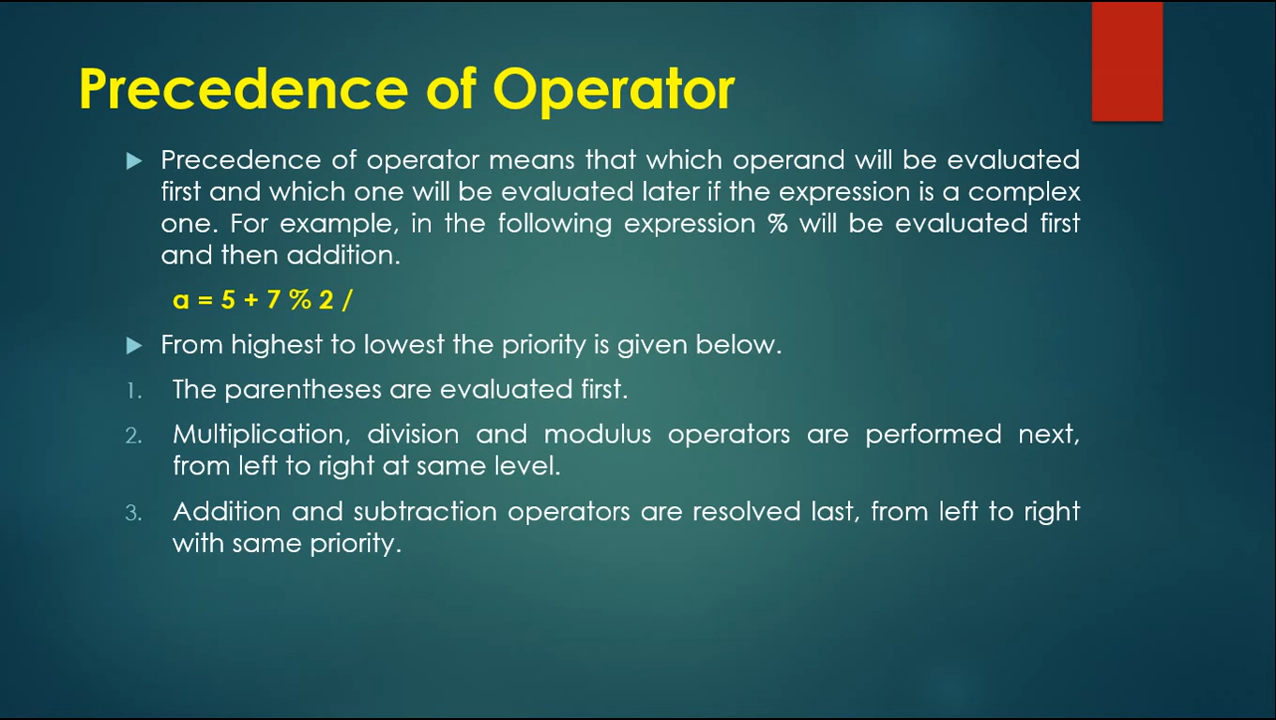 Precedence of Operator
Precedence of operator means that which operand will be evaluated
first and which one will be evaluated later if the expression is a complex
one. For example, in the following expression % will be evaluated first
and then addition.
a = 5 + 7 % 2 /
From highest to lowest the priority is given below.
1. The parentheses are evaluated first.
2. Multiplication, division and modulus operators are performed next,
from left to right at same level.
3. Addition and subtraction operators are resolved last, from left to right
with same priority.